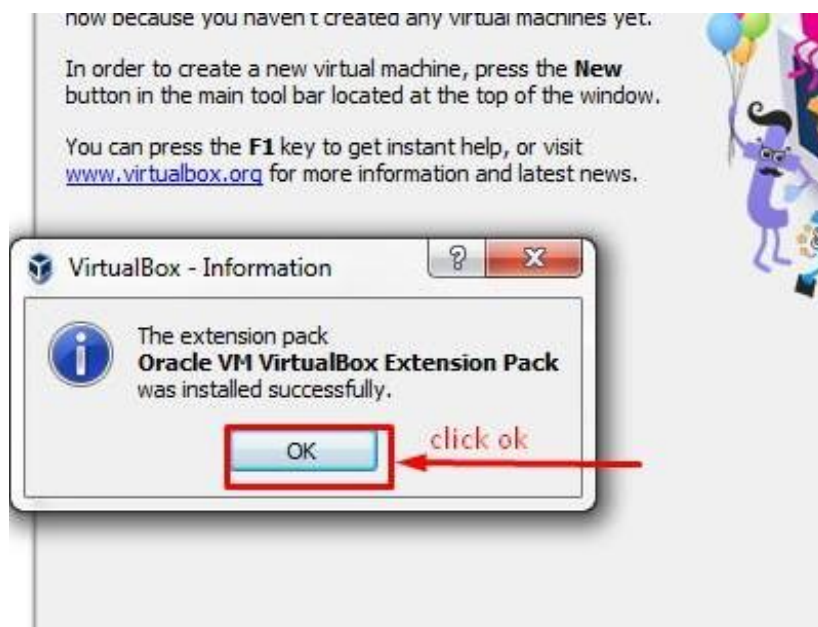 now because you haven't created any virtual machines yet.
In order to create a new virtual machine, press the New
button in the main tool bar located at the top of the window.
You can press the F1 key to get instant help, or visit
www.virtualbox.org for more information and latest news.
VirtualBox - Information
?
The extension pack
Oracle VM VirtualBox Extension Pack
was installed successfully.
OK
click ok